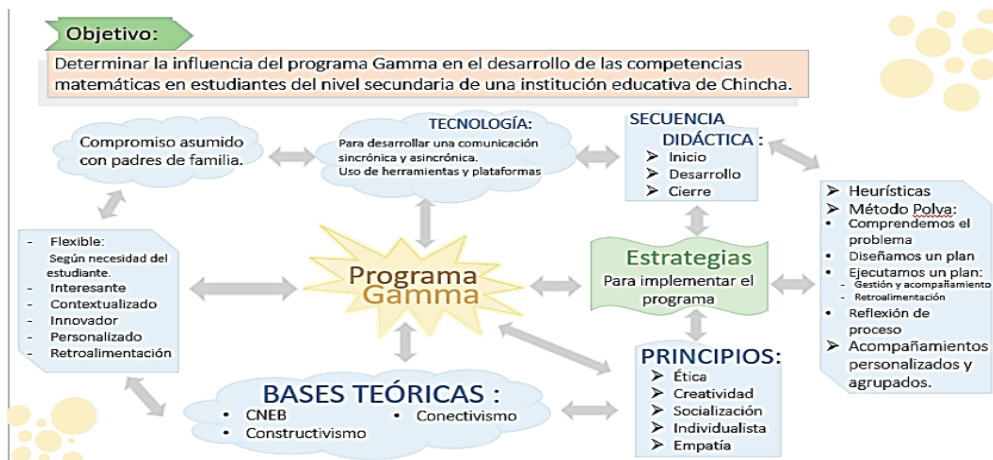 Objetivo:
Determinar la influencia del programa Gamma en el desarrollo de las competencias
matemáticas en estudiantes del nivel secundaria de una institución educativa de Chincha.
Compromiso asumido
con padres de familia.
TECNOLOGÍA:
Para desarrollar una comunicación
sincrónica y asincrónica.
Uso de herramientas y plataformas
SECUENCIA
DIDÁCTICA :
➤ Inicio
➤ Desarrollo
➤ Cierre
➤ Heurísticas
➤ Método Polya:
• Comprendemos el
problema
• Diseñamos un plan
• Ejecutamos un plan:
- Gestión y acompañamiento
- Retroalimentación
• Reflexión de
proceso
➤ Acompañamientos
personalizados y
agrupados.
- Flexible:
Según necesidad del
estudiante.
- Interesante
- Contextualizado
- Innovador
- Personalizado
- Retroalimentación
Programa
Gamma
Estrategias
Para implementar el
programa
BASES TEÓRICAS :
• CNEB
• Constructivismo
• Conectivismo
PRINCIPIOS:
➤ Ética
➤ Creatividad
➤ Socialización
➤ Individualista
➤ Empatía